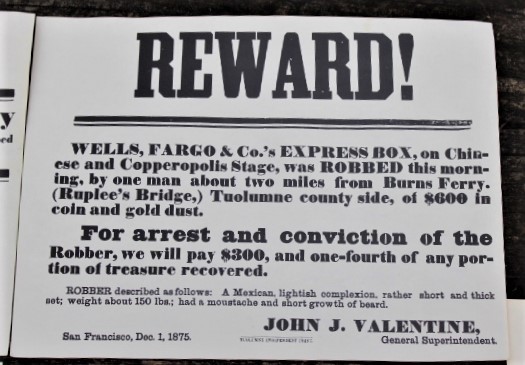 y
ed
REWARD!
WELLS, FARGO & Co.'s EXPRESS BOX, on Chin-
ese and Copperopolis Stage, was ROBBED this morn-
ing, by one man about two miles from Burns Ferry.
(Ruplee's Bridge,) Tuolumne county side, of $600 in
coin and gold dust.
For arrest and conviction of the
Robber, we will pay $300, and one-fourth of any por-
tion of treasure recovered.
ROBBER described as follows: A Mexican, lightish complexion, rather short and thick
set; weight about 150 lbs.; had a moustache and short growth of beard.
JOHN J. VALENTINE,
San Francisco, Dec. 1, 1875.
General Superintendent.